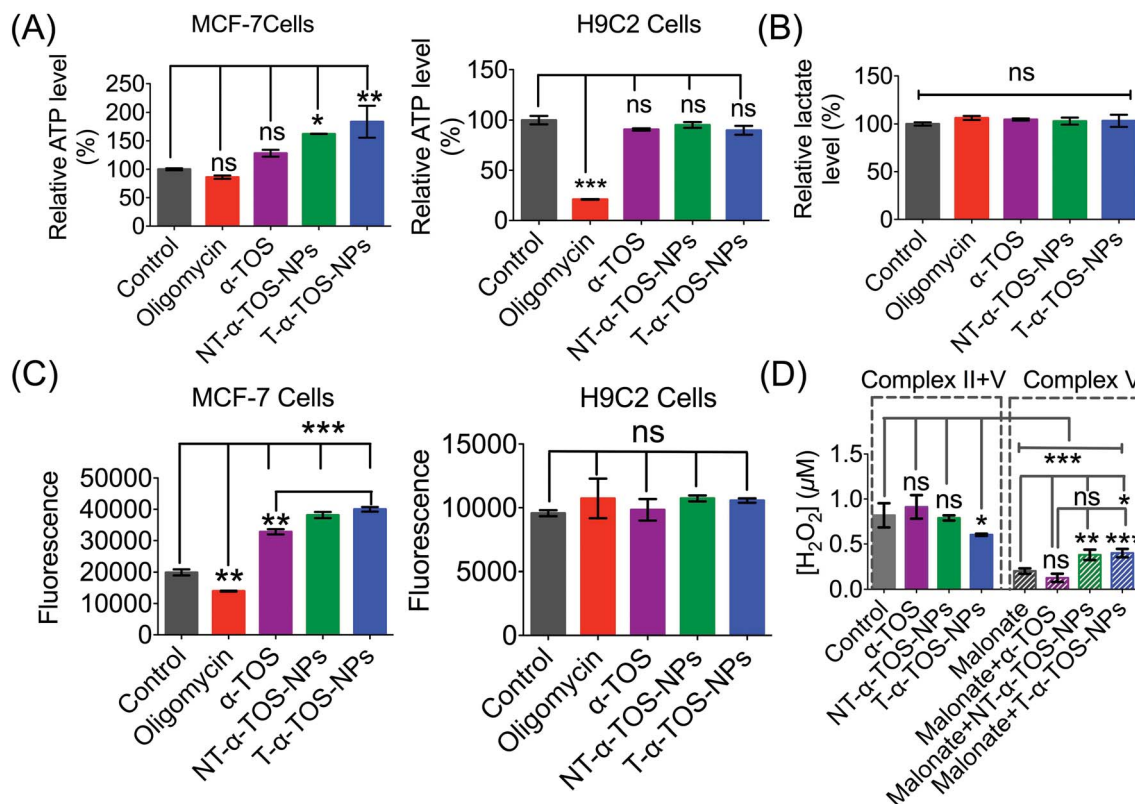 (A)
MCF-7Cells
Relative ATP level
(%)
250
200
150
100
50
0
ns
ns
*
**
Control
Oligomycin
α-TOS
NT-α-TOS-NPs
T-α-TOS-NPs
H9C2 Cells
Relative ATP level
(%)
150
100
50
0
***
ns
ns
ns
Control
Oligomycin
α-TOS
NT-α-TOS-NPs
T-α-TOS-NPs
(B)
Relative lactate
level (%)
150
100
50
0
ns
Control
Oligomycin
α-TOS
NT-α-TOS-NPs
T-α-TOS-NPs
(C)
MCF-7 Cells
Fluorescence
50000
40000
30000
20000
10000
0
***
**
**
Control
Oligomycin
α-TOS
NT-α-TOS-NPs
T-α-TOS-NPs
H9C2 Cells
Fluorescence
15000
10000
5000
0
ns
Control
Oligomycin
α-TOS
NT-α-TOS-NPs
T-α-TOS-NPs
(D)
Complex II+V
Complex V
[H₂O₂] (µM)
1.5
1.0
0.5
0.0
ns
ns
*
***
ns
*
ns
**
***
Control
α-TOS
NT-α-TOS-NPs
T-α-TOS-NPs
Malonate
Malonate+α-TOS
Malonate+NT-α-TOS-NPs
Malonate+T-α-TOS-NPs